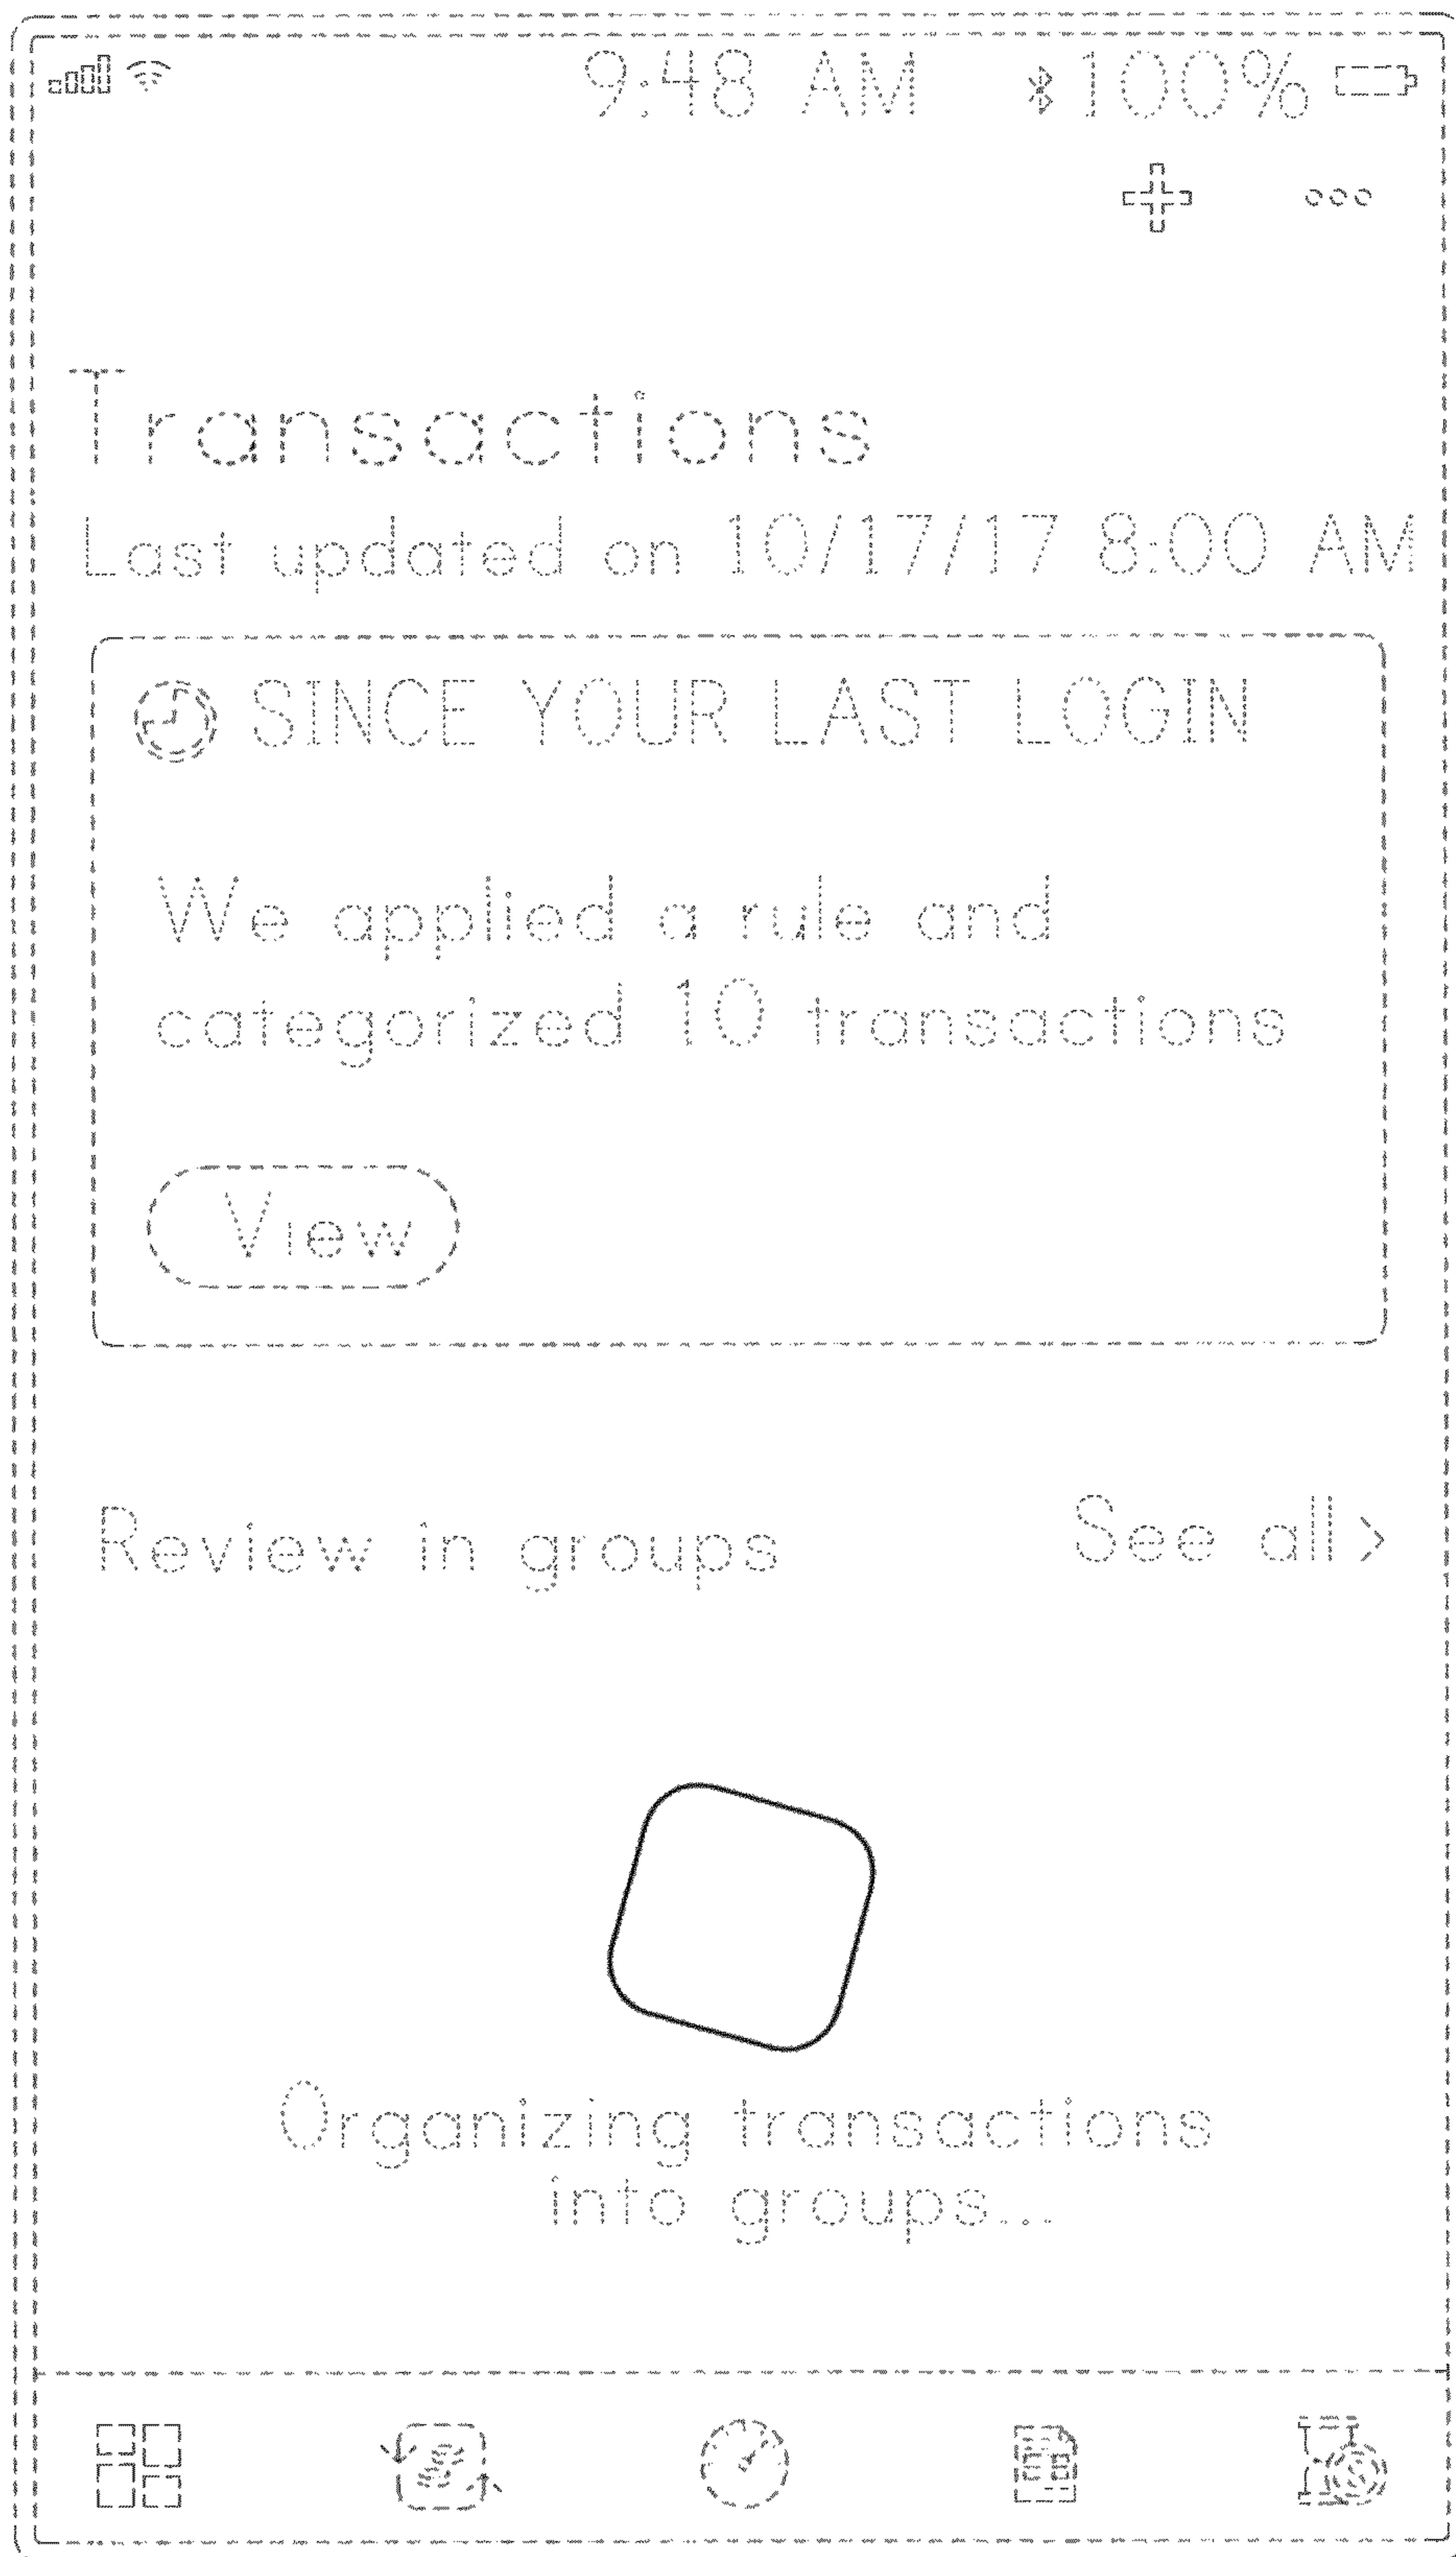 9:48 AM 100%
Transactions
Last updated on 10/17/17 8:00 AM
SINCE YOUR LAST LOGIN
We applied a rule and
categorized 10 transactions
View
Review in groups See all>
Organizing transactions
into groups...